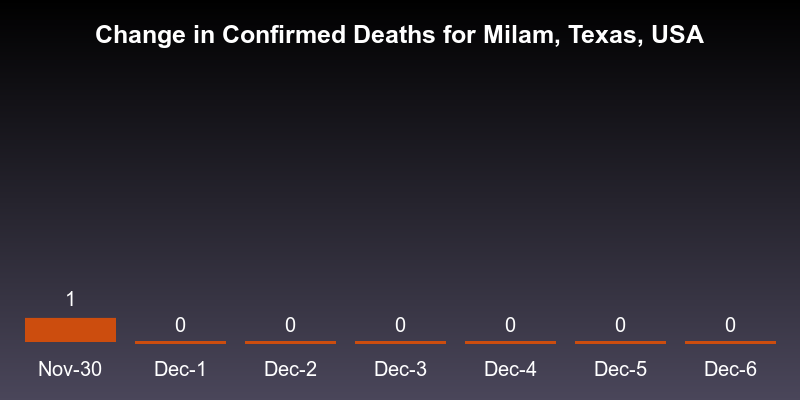 Change in Confirmed Deaths for Milam, Texas, USA
1
0 0 0 0 0 0
Nov-30 Dec-1 Dec-2 Dec-3 Dec-4 Dec-5 Dec-6